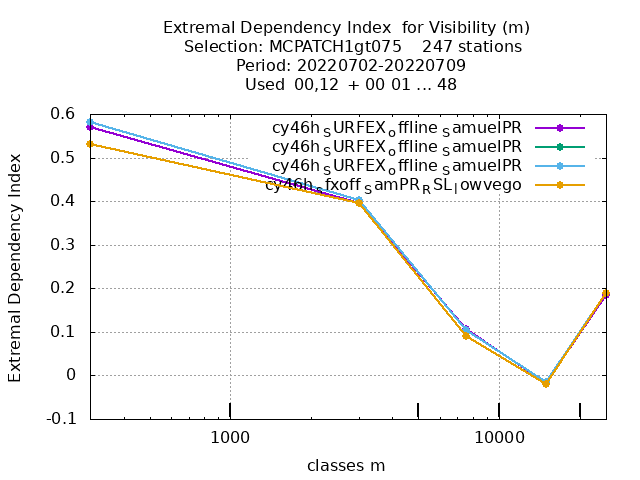 Extremal Dependency Index  for Visibility (m)
Selection: MCPATCH1gt075    247 stations
Period: 20220702-20220709
Used  00,12  + 00 01 ... 48
cy46h_SURFEX_offline_SamuelPR
cy46h_SURFEX_offline_SamuelPR
cy46h_SURFEX_offline_SamuelPR
cy46h_sfxoff_SamPR_RSL_lowvego
Extremal Dependency Index
0.6
0.5
0.4
0.3
0.2
0.1
0
-0.1
1000 10000
classes m